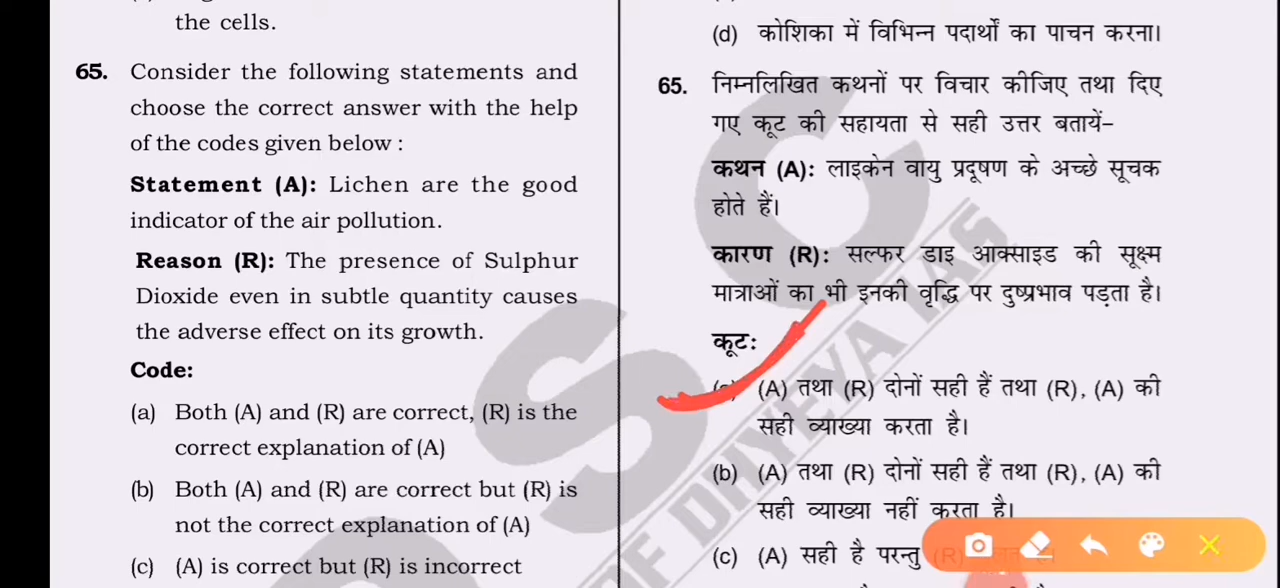 the cells.
65. Consider the following statements and
choose the correct answer with the help
of the codes given below :
Statement (A): Lichen are the good
indicator of the air pollution.
Reason (R): The presence of Sulphur
Dioxide even in subtle quantity causes
the adverse effect on its growth.
Code:
(a) Both (A) and (R) are correct, (R) is the
correct explanation of (A)
(b) Both (A) and (R) are correct but (R) is
not the correct explanation of (A)
(c) (A) is correct but (R) is incorrect
(d) कोशिका में विभिन्न पदार्थों का पाचन करना।
65. निम्नलिखित कथनों पर विचार कीजिए तथा दिए
गए कूट की सहायता से सही उत्तर बतायें–
कथन (A): लाइकेन वायु प्रदूषण के अच्छे सूचक
होते हैं।
कारण (R): सल्फर डाइ आक्साइड की सूक्ष्म
मात्राओं का भी इनकी वृद्धि पर दुष्प्रभाव पड़ता है।
कूटः
(A) तथा (R) दोनों सही हैं तथा (R), (A) की
सही व्याख्या करता है।
(b) (A) तथा (R) दोनों सही हैं तथा (R), (A) की
सही व्याख्या नहीं करता है।
(c) (A) सही है परन्तु (R)